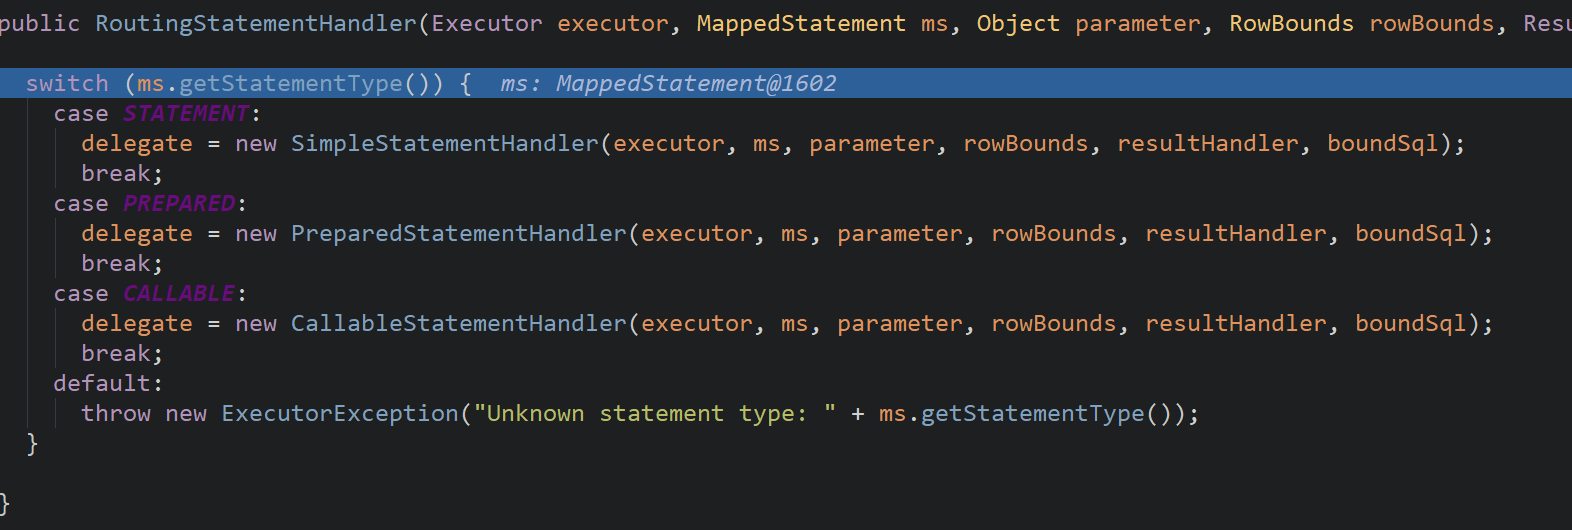 public RoutingStatementHandler(Executor executor, MappedStatement ms, Object parameter, RowBounds rowBounds,
switch (ms.getStatementType()) {  ms: MappedStatement@1602
case STATEMENT:
delegate = new SimpleStatementHandler(executor, ms, parameter, rowBounds, resultHandler, boundSql);
break;
case PREPARED:
delegate = new PreparedStatementHandler(executor, ms, parameter, rowBounds, resultHandler, boundSql);
break;
case CALLABLE:
delegate = new CallableStatementHandler(executor, ms, parameter, rowBounds, resultHandler, boundSql);
break;
default:
throw new ExecutorException("Unknown statement type: " + ms.getStatementType());
}
}